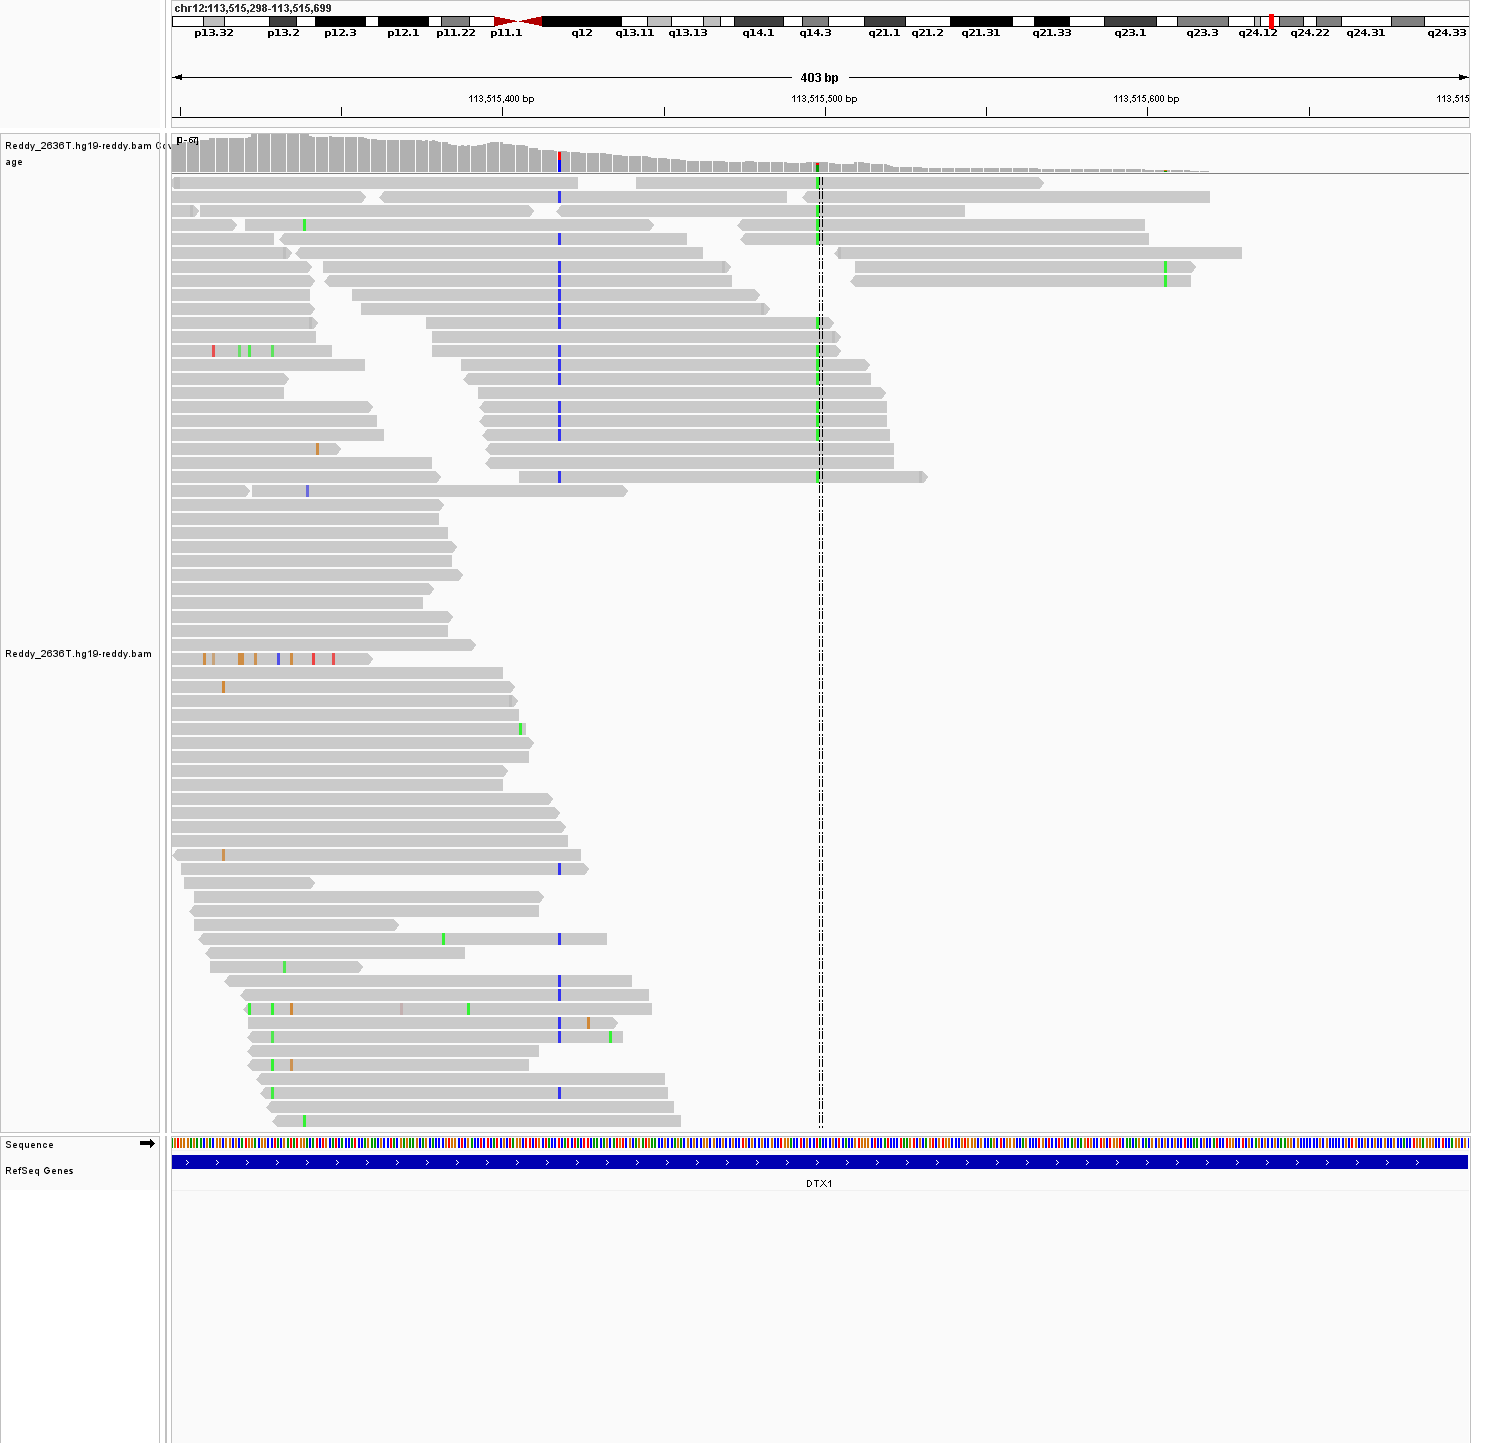 chr12:113,515,298-113,515,699
p13.32 p13.2 p12.3 p12.1 p11.22 p11.1 q12 q13.11 q13.13 q14.1 q14.3 q21.1 q21.2 q21.31 q21.33 q23.1 q23.3 q24.12 q24.22 q24.31 q24.33
403 bp
113,515,400 bp 113,515,500 bp 113,515,600 bp 113,515
Reddy_2636T.hg19-reddy.bam Cov
age
[0 - 67]
Reddy_2636T.hg19-reddy.bam
Sequence
RefSeq Genes
DTX1